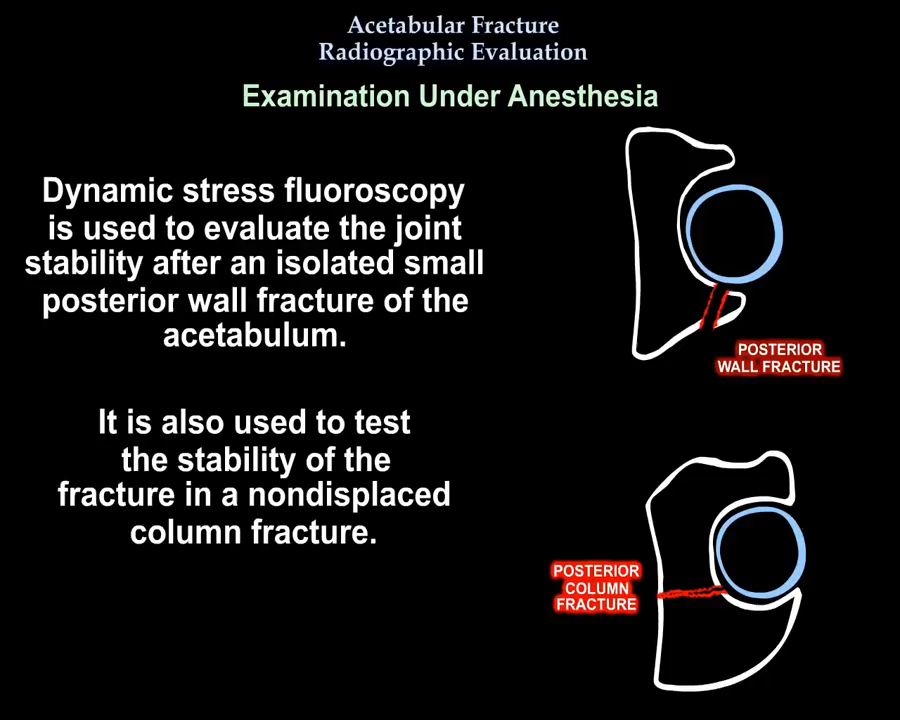 Acetabular Fracture
Radiographic Evaluation
Examination Under Anesthesia
Dynamic stress fluoroscopy
is used to evaluate the joint
stability after an isolated small
posterior wall fracture of the
acetabulum.
It is also used to test
the stability of the
fracture in a nondisplaced
column fracture.
POSTERIOR
WALL FRACTURE
POSTERIOR
COLUMN
FRACTURE